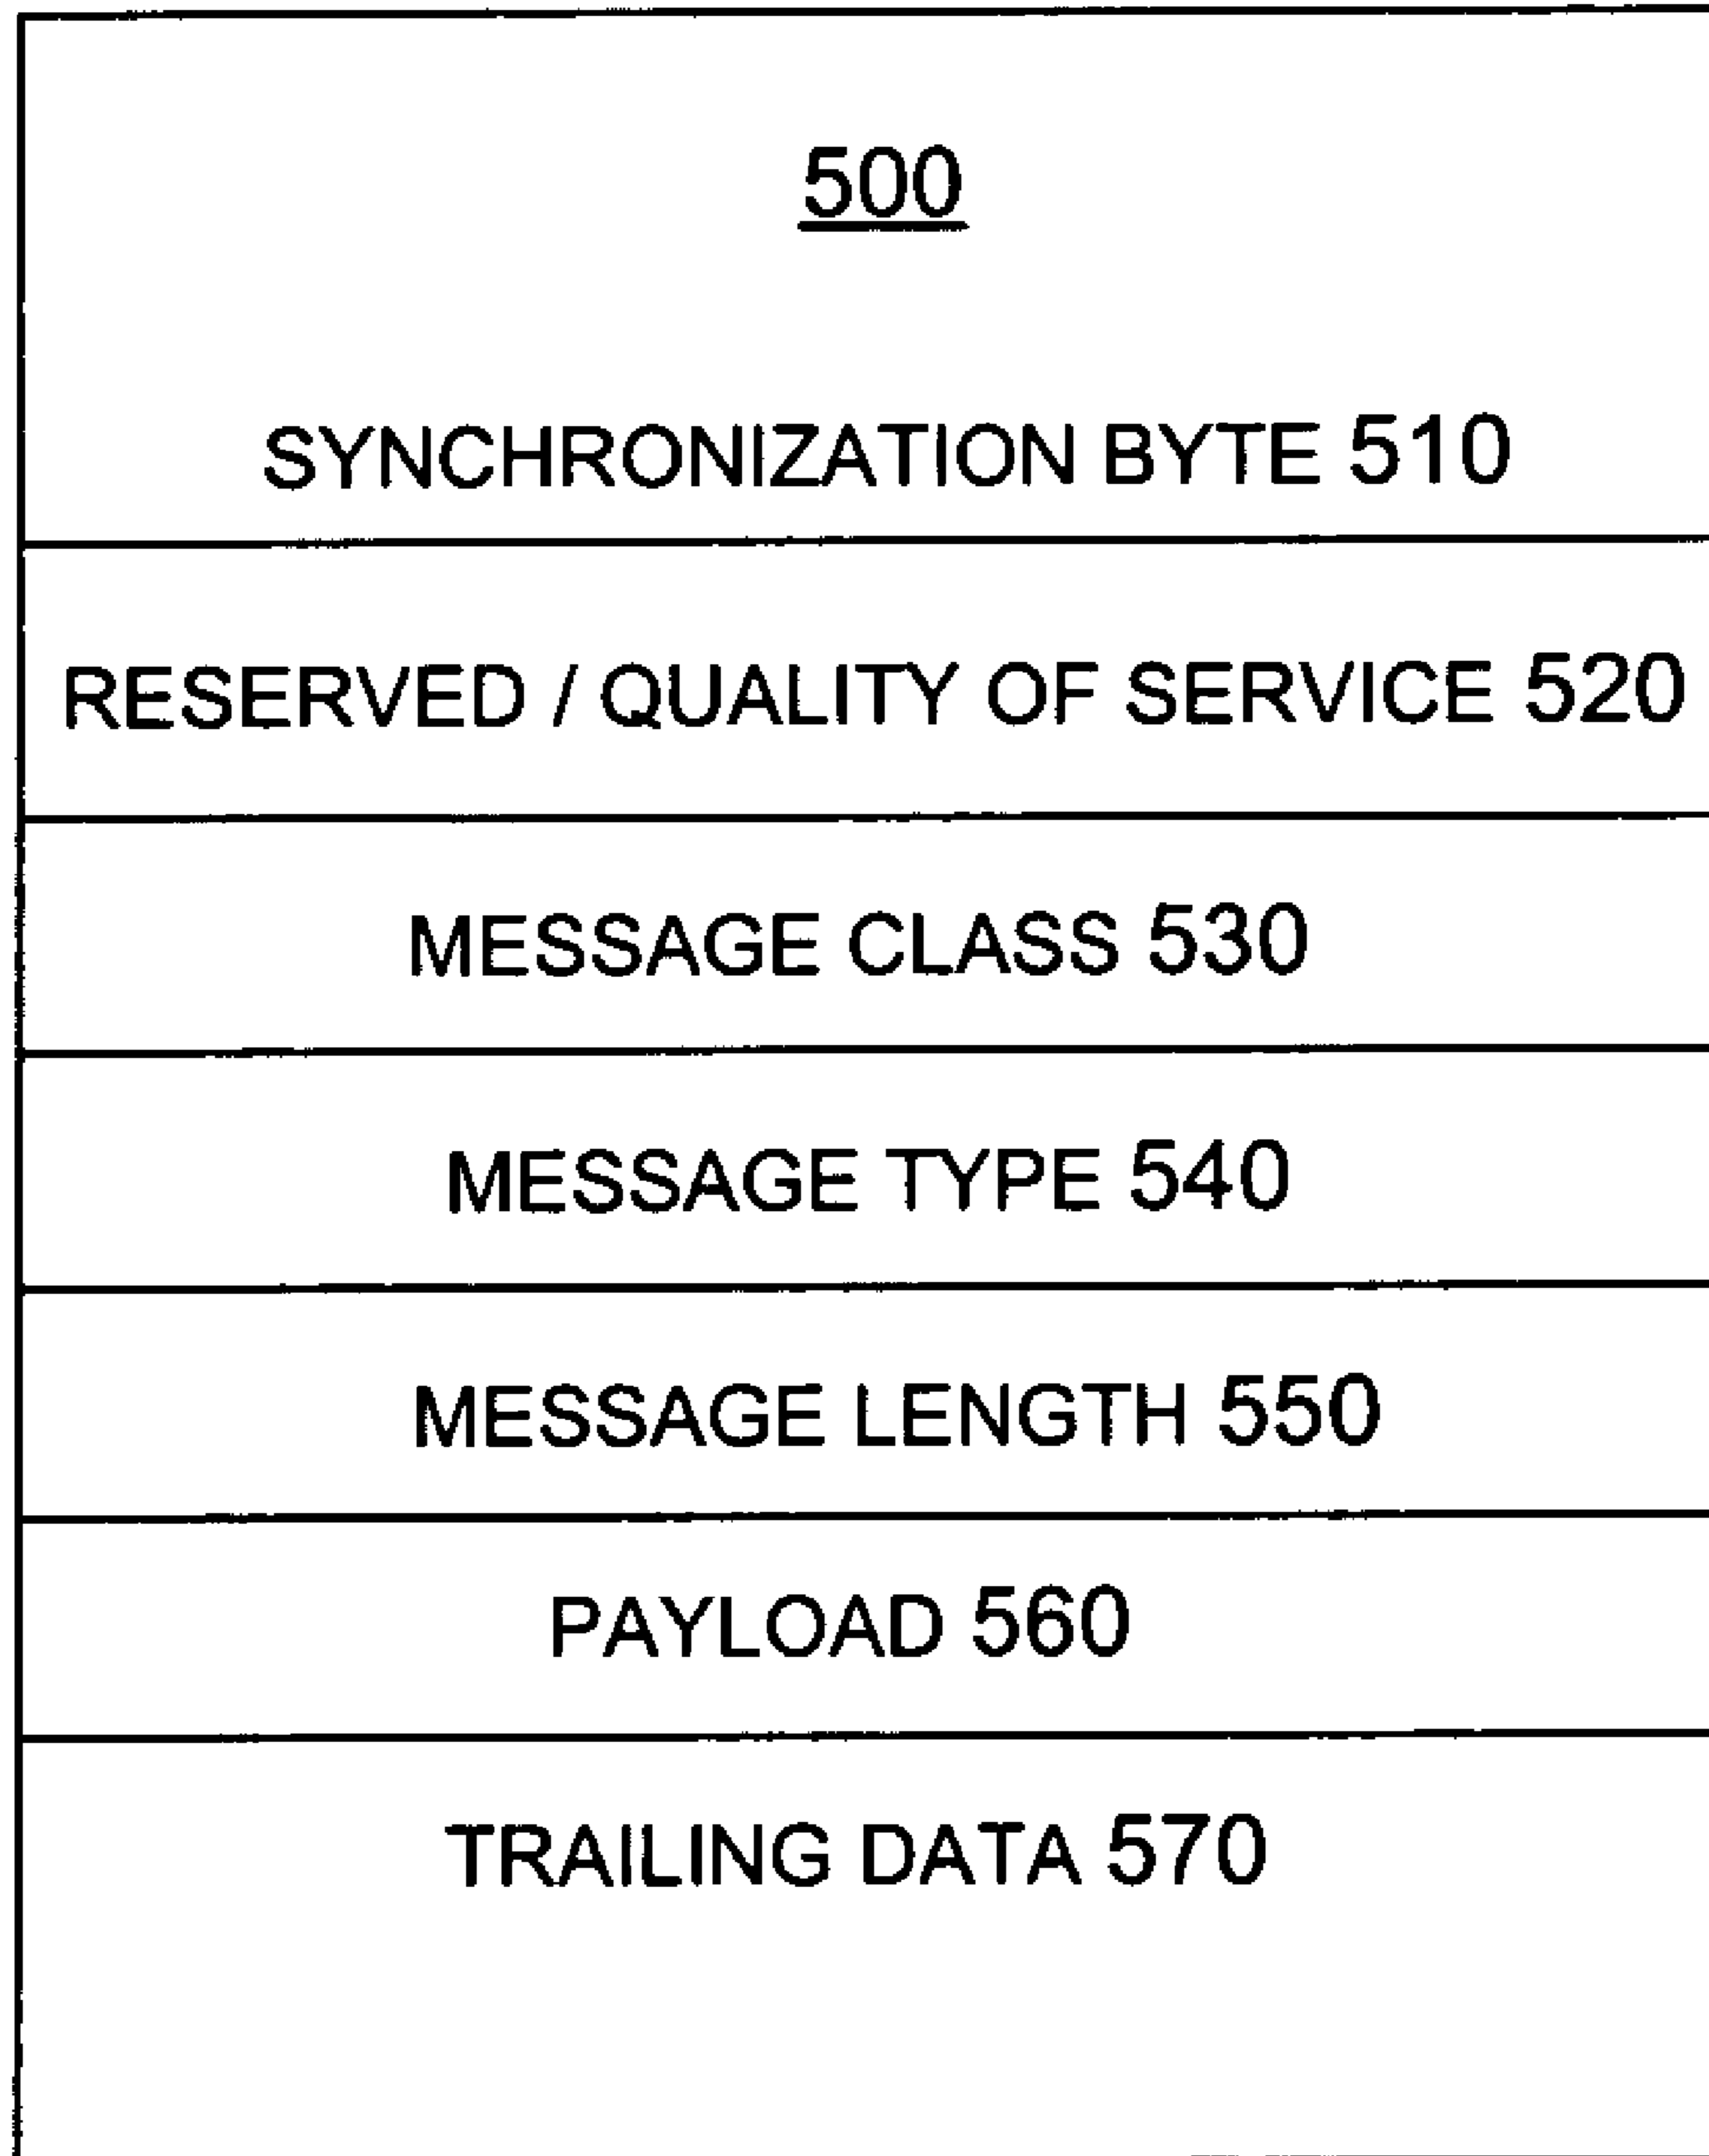 500
SYNCHRONIZATION BYTE 510
RESERVED / QUALITY OF SERVICE 520
MESSAGE CLASS 530
MESSAGE TYPE 540
MESSAGE LENGTH 550
PAYLOAD 560
TRAILING DATA 570